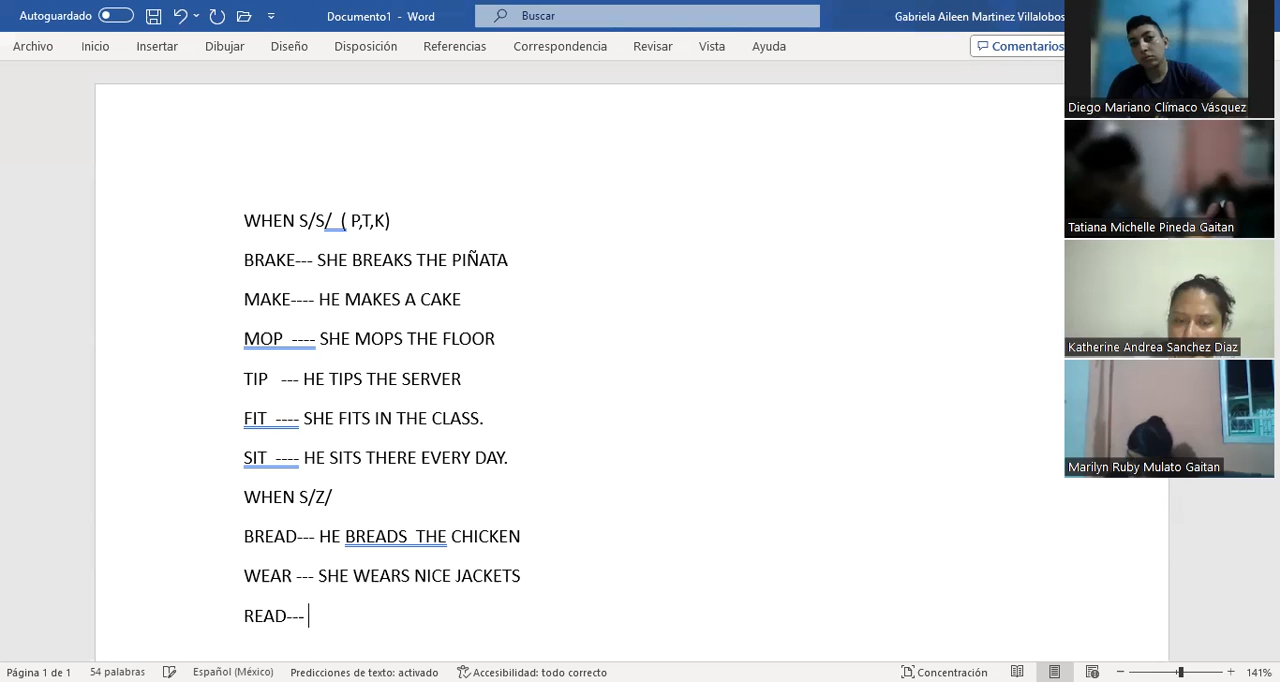 Autoguardado Documento1 - Word Buscar Gabriela Aileen Martinez Villalobos
Archivo Inicio Insertar Dibujar Diseño Disposición Referencias Correspondencia Revisar Vista Ayuda Comentarios
WHEN S/S/ ( P,T,K)
BRAKE--- SHE BREAKS THE PIÑATA
MAKE---- HE MAKES A CAKE
MOP ---- SHE MOPS THE FLOOR
TIP --- HE TIPS THE SERVER
FIT ---- SHE FITS IN THE CLASS.
SIT ---- HE SITS THERE EVERY DAY.
WHEN S/Z/
BREAD--- HE BREADS THE CHICKEN
WEAR --- SHE WEARS NICE JACKETS
READ---
Diego Mariano Clímaco Vásquez
Tatiana Michelle Pineda Gaitan
Katherine Andrea Sanchez Diaz
Marilyn Ruby Mulato Gaitan
Página 1 de 1 54 palabras Español (México) Predicciones de texto: activado Accesibilidad: todo correcto Concentración 141%